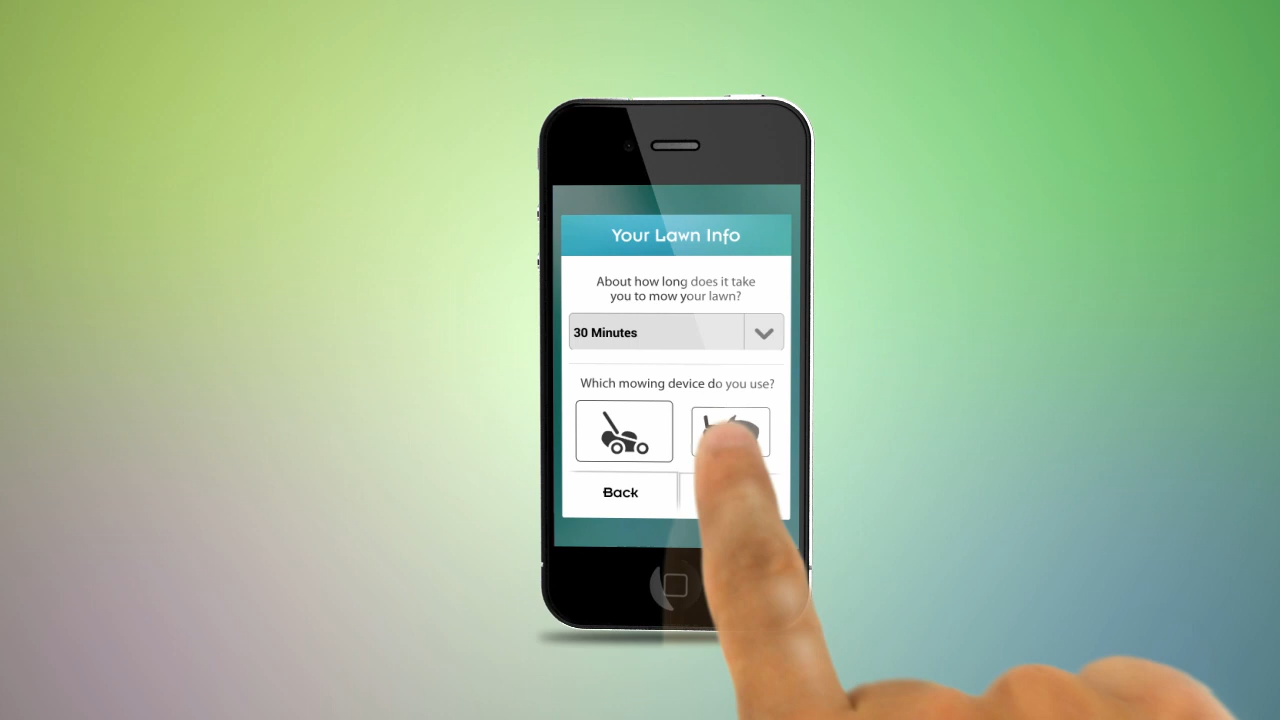 Your Lawn Info
About how long does it take
you to mow your lawn?
30 Minutes
Which mowing device do you use?
Back